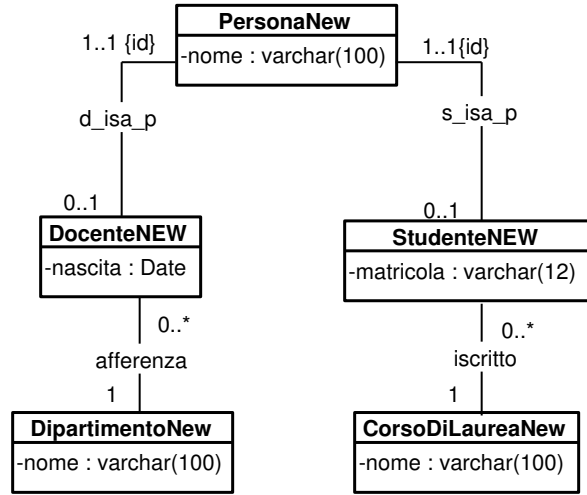 PersonaNew
-nome : varchar(100)
1..1 {id}
1..1{id}
d_isa_p
s_isa_p
0..1
0..1
DocenteNEW
-nascita : Date
StudenteNEW
-matricola : varchar(12)
0..*
0..*
afferenza
iscritto
1
1
DipartimentoNew
-nome : varchar(100)
CorsoDiLaureaNew
-nome : varchar(100)